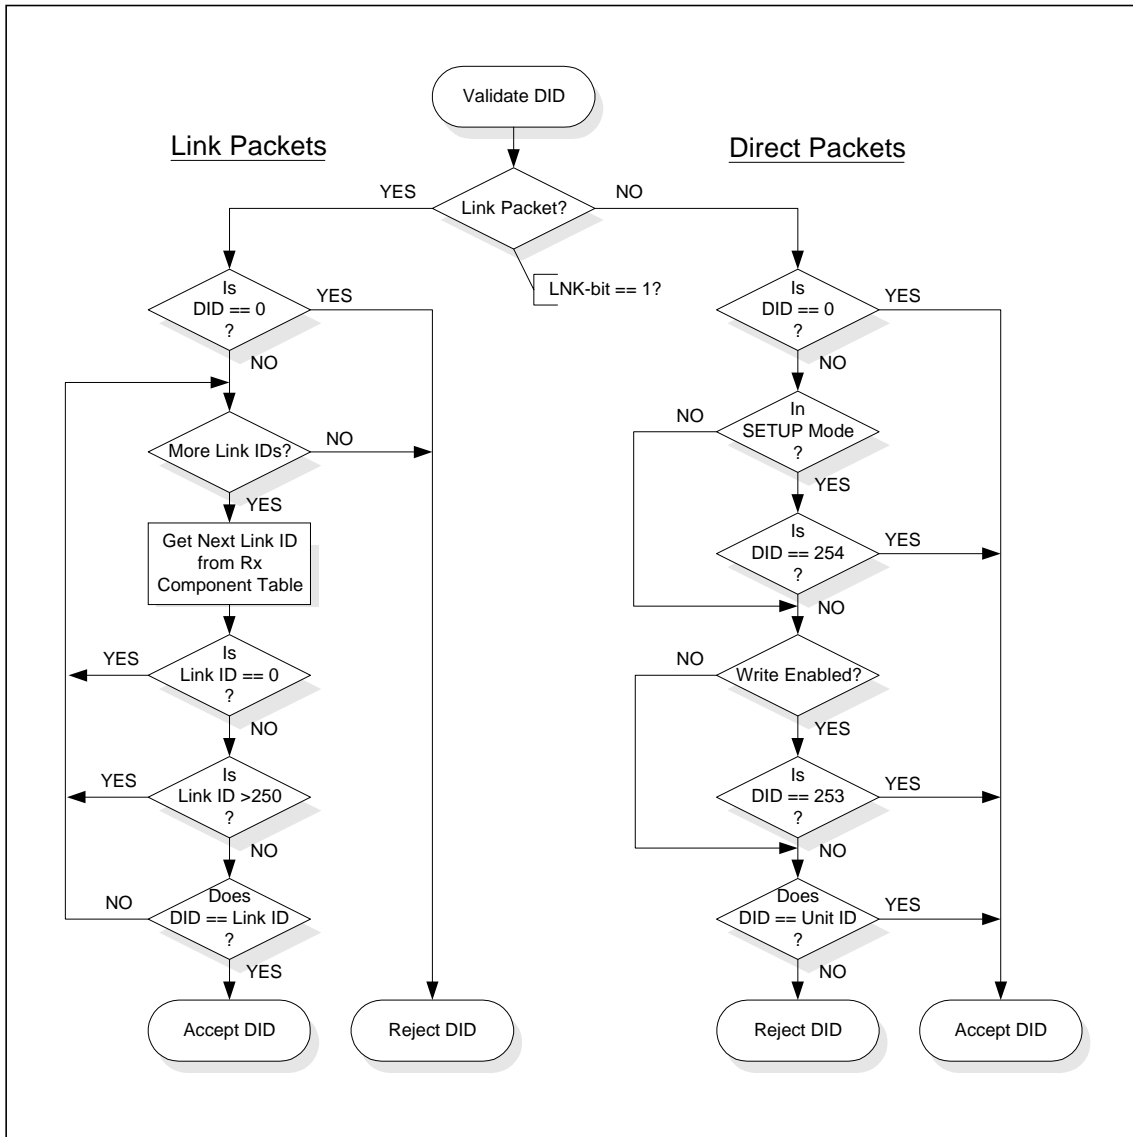 Validate DID
Link Packets
Direct Packets
YES
Link Packet?
NO
LNK-bit == 1?
Is
DID == 0
?
YES
NO
More Link IDs?
NO
YES
Get Next Link ID
from Rx
Component Table
YES
Is
Link ID == 0
?
NO
YES
Is
Link ID >250
?
NO
NO
Does
DID == Link ID
?
YES
Accept DID
Reject DID
Is
DID == 0
?
YES
NO
NO
In
SETUP Mode
?
YES
Is
DID == 254
?
YES
NO
NO
Write Enabled?
YES
Is
DID == 253
?
YES
NO
Does
DID == Unit ID
?
YES
NO
Reject DID
Accept DID